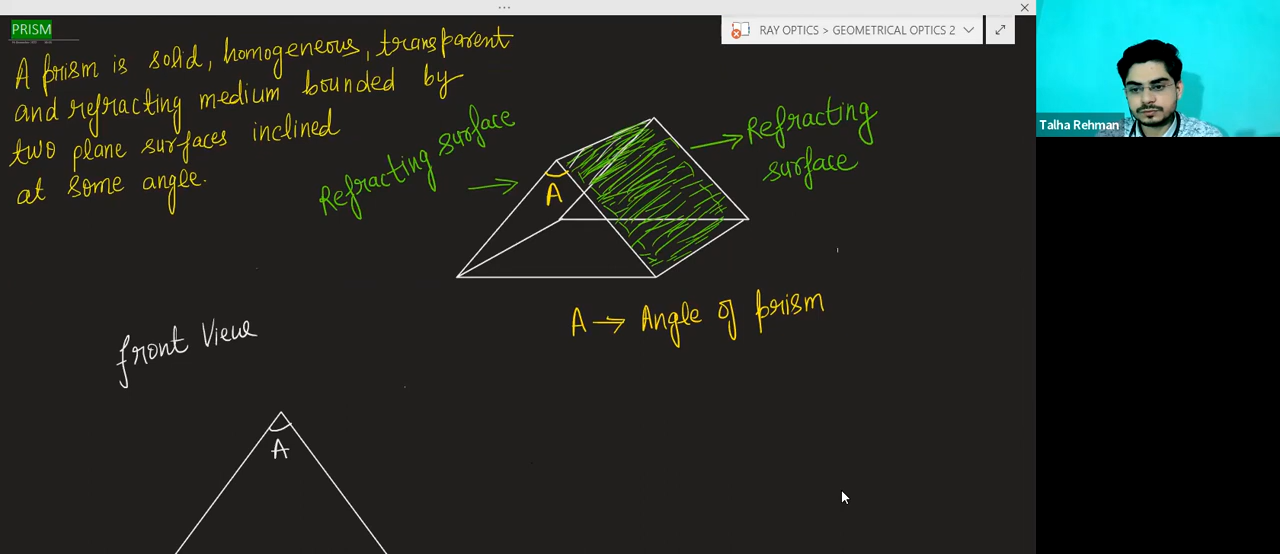 PRISM
A prism is solid, homogeneous, transparent
and refracting medium bounded by
two plane surfaces inclined
at some angle.
RAY OPTICS > GEOMETRICAL OPTICS 2
Talha Rehman
Refracting surface
Refracting
surface
A
A → Angle of prism
front View
A